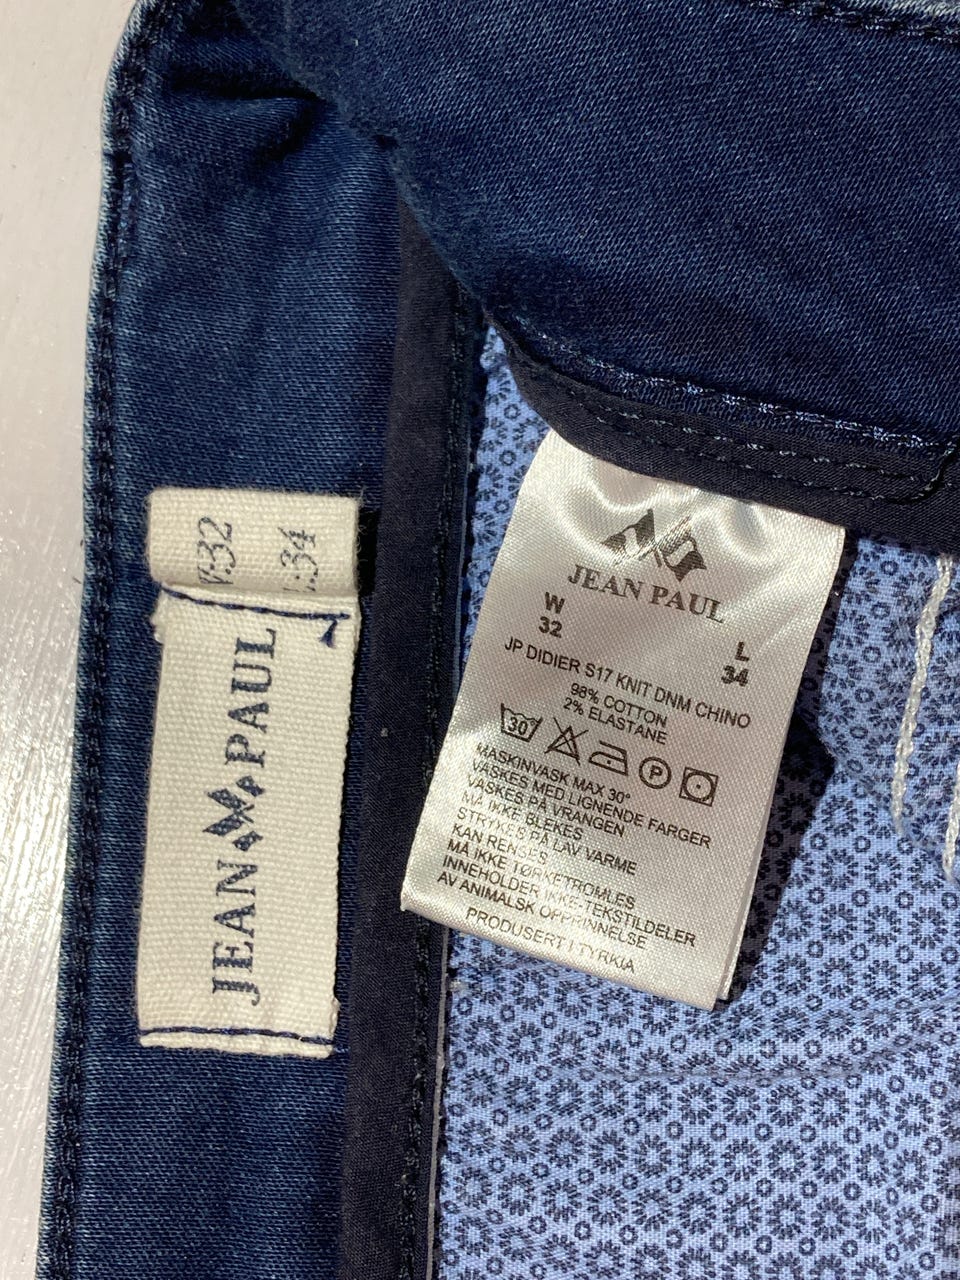 W:32
L:34
JEAN PAUL
JEAN PAUL
W
32
L
34
JP DIDIER S17 KNIT DNM CHINO
98% COTTON
2% ELASTANE
30
P
MASKINVASK MAX 30°
VASKES MED LIGNENDE FARGER
VASKES PÅ VRANGEN
MÅ IKKE BLEKES
STRYKES PÅ LAV VARME
KAN RENSES
MÅ IKKE TØRKETROMLES
INNEHOLDER IKKE-TEKSTILDELER
AV ANIMALSK OPPRINNELSE
PRODUSERT I TYRKIA